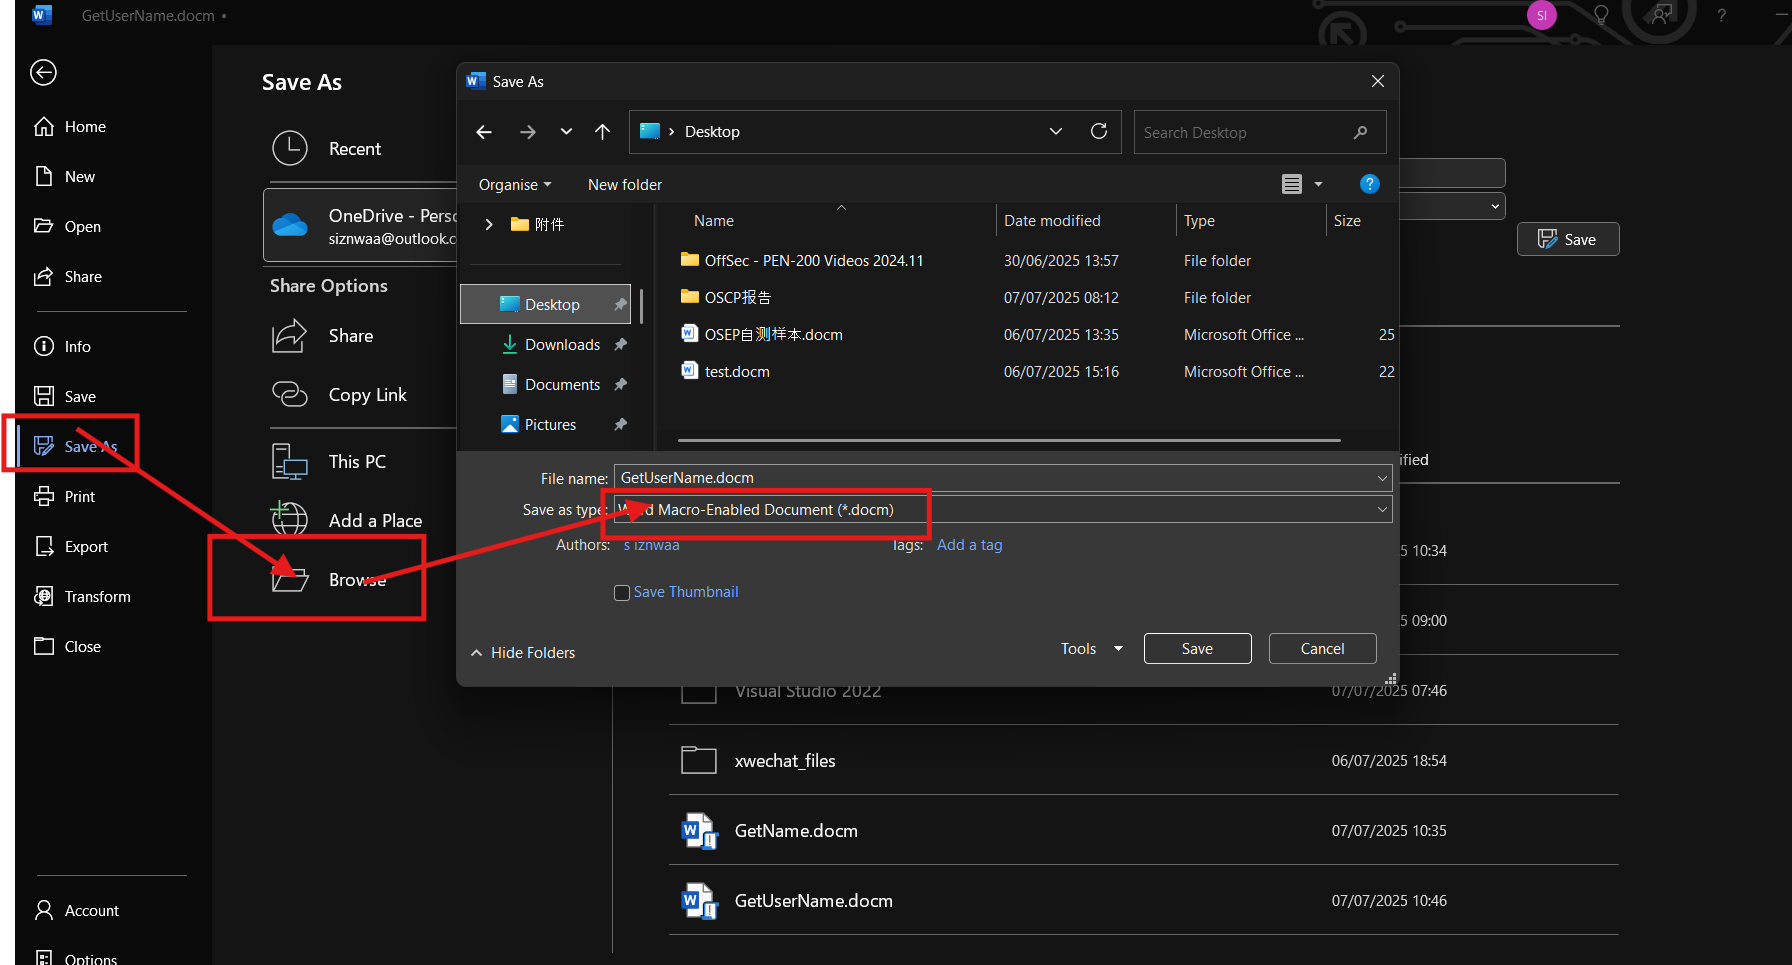 GetUserName.docm •
SI
?
Home
New
Open
Share
Info
Save
Save As
Print
Export
Transform
Close
Account
Options
Save As
Recent
OneDrive - Perso
siznwaa@outlook.c
Share Options
Share
Copy Link
This PC
Add a Place
Browse
Save As
Desktop
Search Desktop
Organise
New folder
?
附件
Desktop
Downloads
Documents
Pictures
Name Date modified Type Size
OffSec - PEN-200 Videos 2024.11 30/06/2025 13:57 File folder
OSCP报告 07/07/2025 08:12 File folder
OSEP自测样本.docm 06/07/2025 13:35 Microsoft Office ... 25
test.docm 06/07/2025 15:16 Microsoft Office ... 22
File name: GetUserName.docm
Save as type: Word Macro-Enabled Document (*.docm)
Authors: s iznwaa Tags: Add a tag
Save Thumbnail
Hide Folders
Tools Save Cancel
Save
ified
5 10:34
5 09:00
Visual Studio 2022 07/07/2025 07:46
xwechat_files 06/07/2025 18:54
GetName.docm 07/07/2025 10:35
GetUserName.docm 07/07/2025 10:46